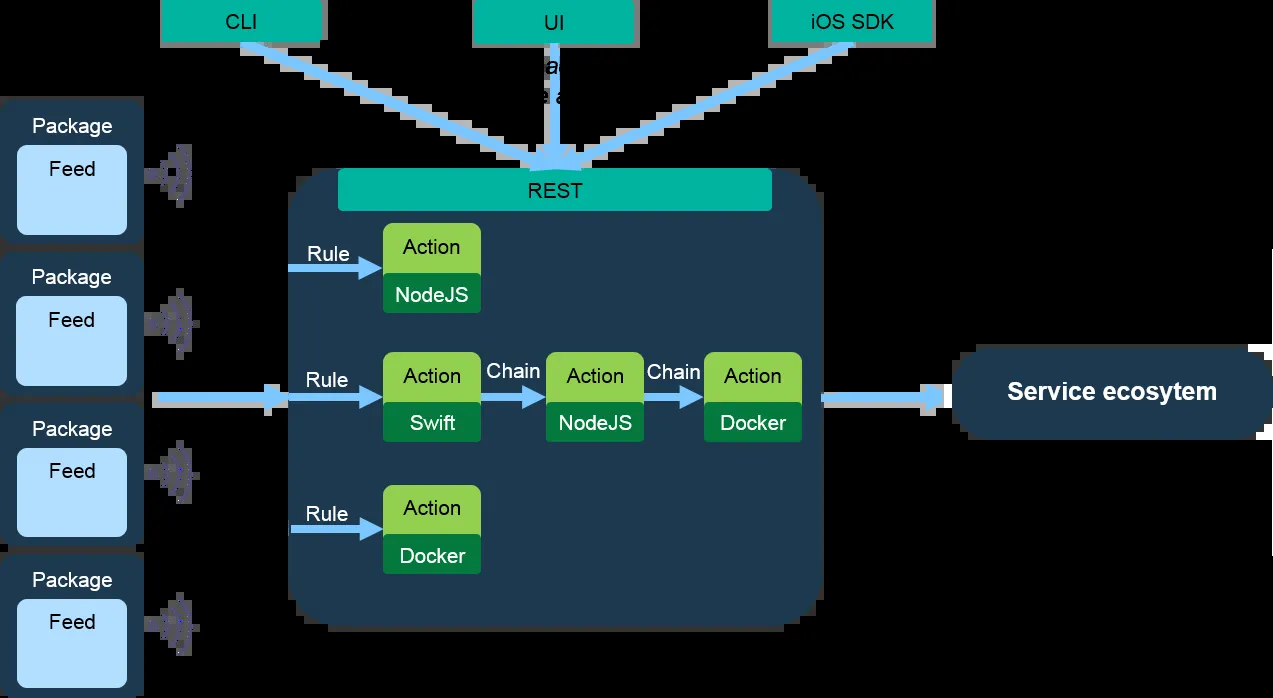 CLI
UI
iOS SDK
Package
Feed
Package
Feed
Package
Feed
Package
Feed
REST
Rule
Action
NodeJS
Rule
Action
Swift
Chain
Action
NodeJS
Chain
Action
Docker
Rule
Action
Docker
Service ecosytem